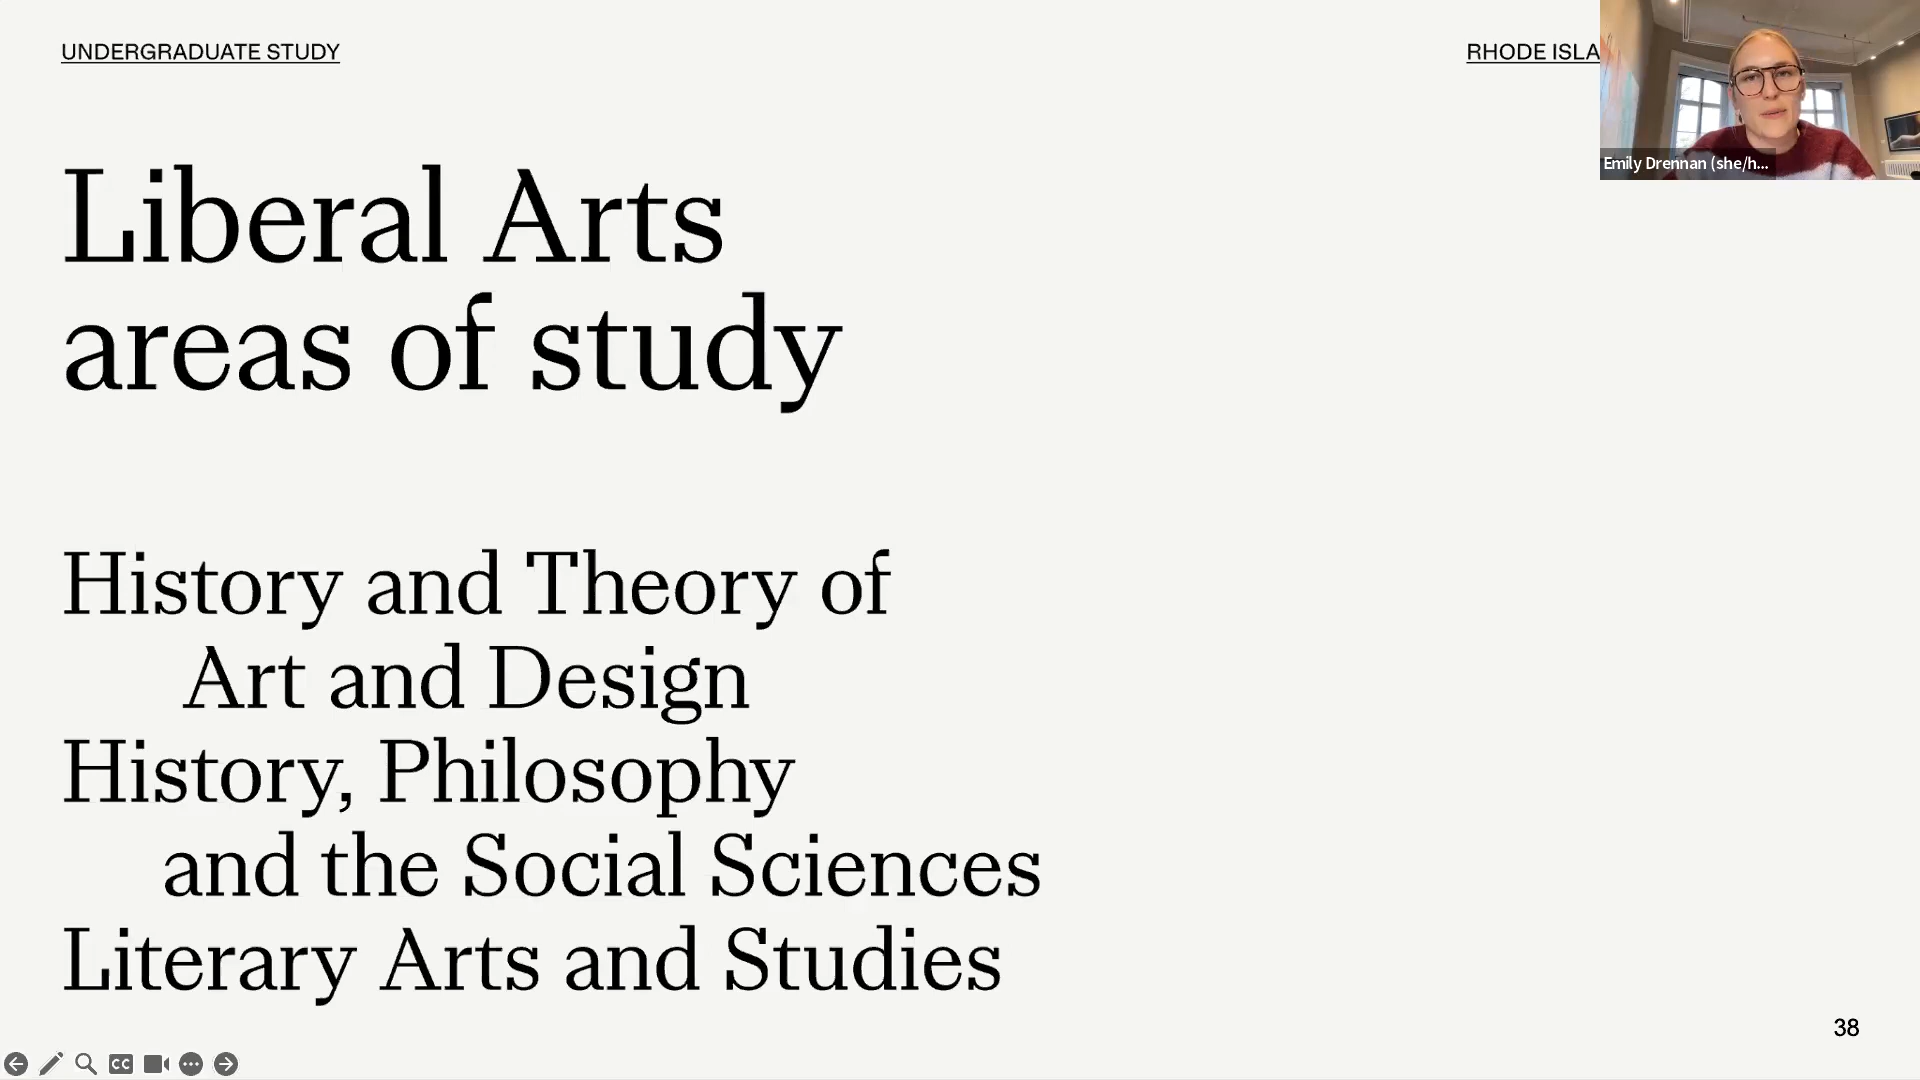 UNDERGRADUATE STUDY
RHODE ISLA
Emily Drennan (she/h...
Liberal Arts
areas of study
History and Theory of
Art and Design
History, Philosophy
and the Social Sciences
Literary Arts and Studies
38
CC